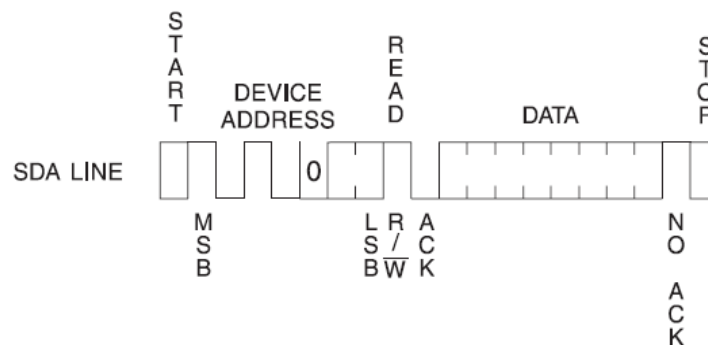 START
DEVICE
ADDRESS
READ
DATA
STOP
SDA LINE
0
MSB
LSB
R/W
ACK
NO ACK